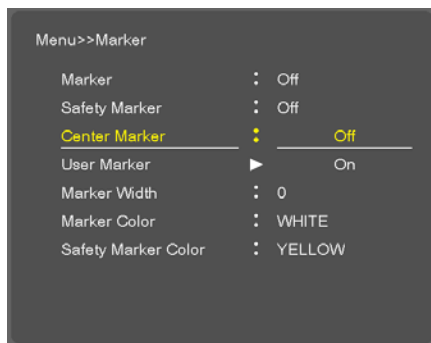 Menu>>Marker
Marker : Off
Safety Marker : Off
Center Marker : Off
User Marker ▶ On
Marker Width : 0
Marker Color : WHITE
Safety Marker Color : YELLOW